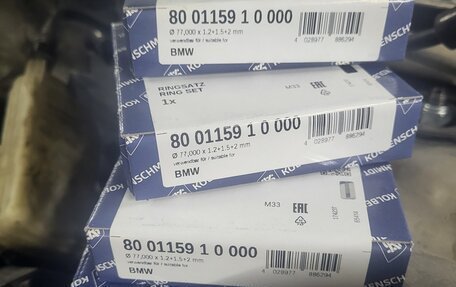 80 01159 1 0 000
Ø 77,000 x 1.2+1.5+2 mm
verwendbar für / suitable for
BMW
4 028977 886294
RINGSATZ
RING SET
1x
M33 EAC
80 01159 1 0 000
Ø 77,000 x 1.2+1.5+2 mm
verwendbar für / suitable for
BMW
4 028977 886294
KOLBENSCHMIDT
M33 EAC
80 01159 1 0 000
Ø 77,000 x 1.2+1.5+2 mm
verwendbar für / suitable for
BMW
4 028977 886294